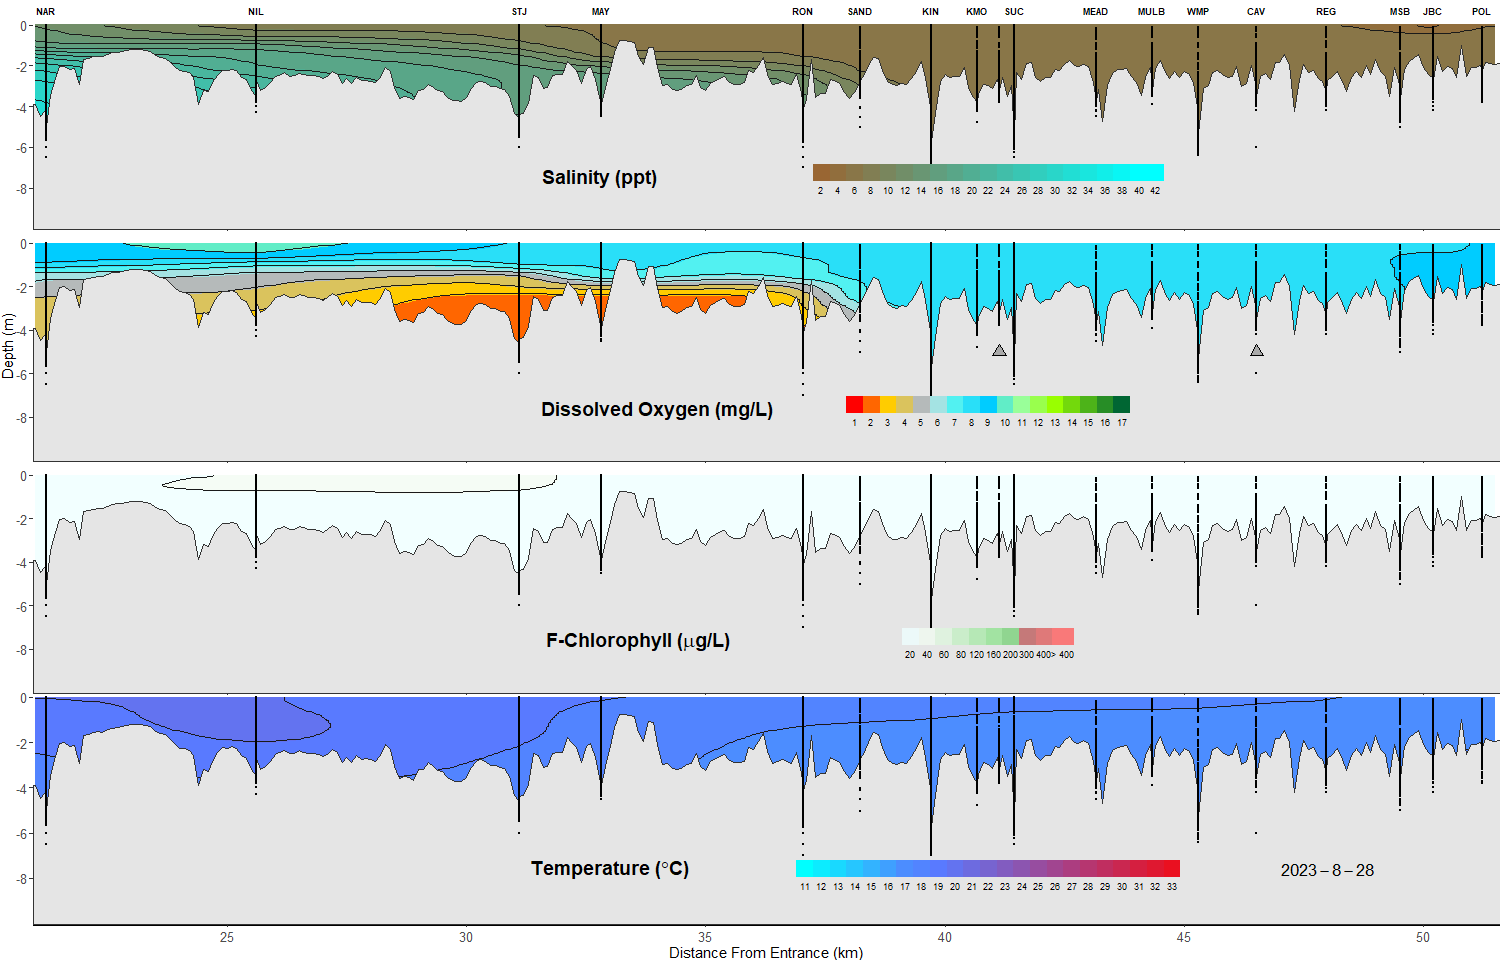 NAR NIL STJ MAY RON SAND KIN KMO SUC MEAD MULB WMP CAV REG MSB JBC POL
0
-2
-4
-6
-8
Salinity (ppt)
2 4 6 8 10 12 14 16 18 20 22 24 26 28 30 32 34 36 38 40 42
0
-2
-4
-6
-8
Depth (m)
Dissolved Oxygen (mg/L)
1 2 3 4 5 6 7 8 9 10 11 12 13 14 15 16 17
0
-2
-4
-6
-8
F-Chlorophyll (μg/L)
20 40 60 80 120 160 200 300 400> 400
0
-2
-4
-6
-8
Temperature (°C)
11 12 13 14 15 16 17 18 19 20 21 22 23 24 25 26 27 28 29 30 31 32 33
2023–8–28
25 30 35 40 45 50
Distance From Entrance (km)